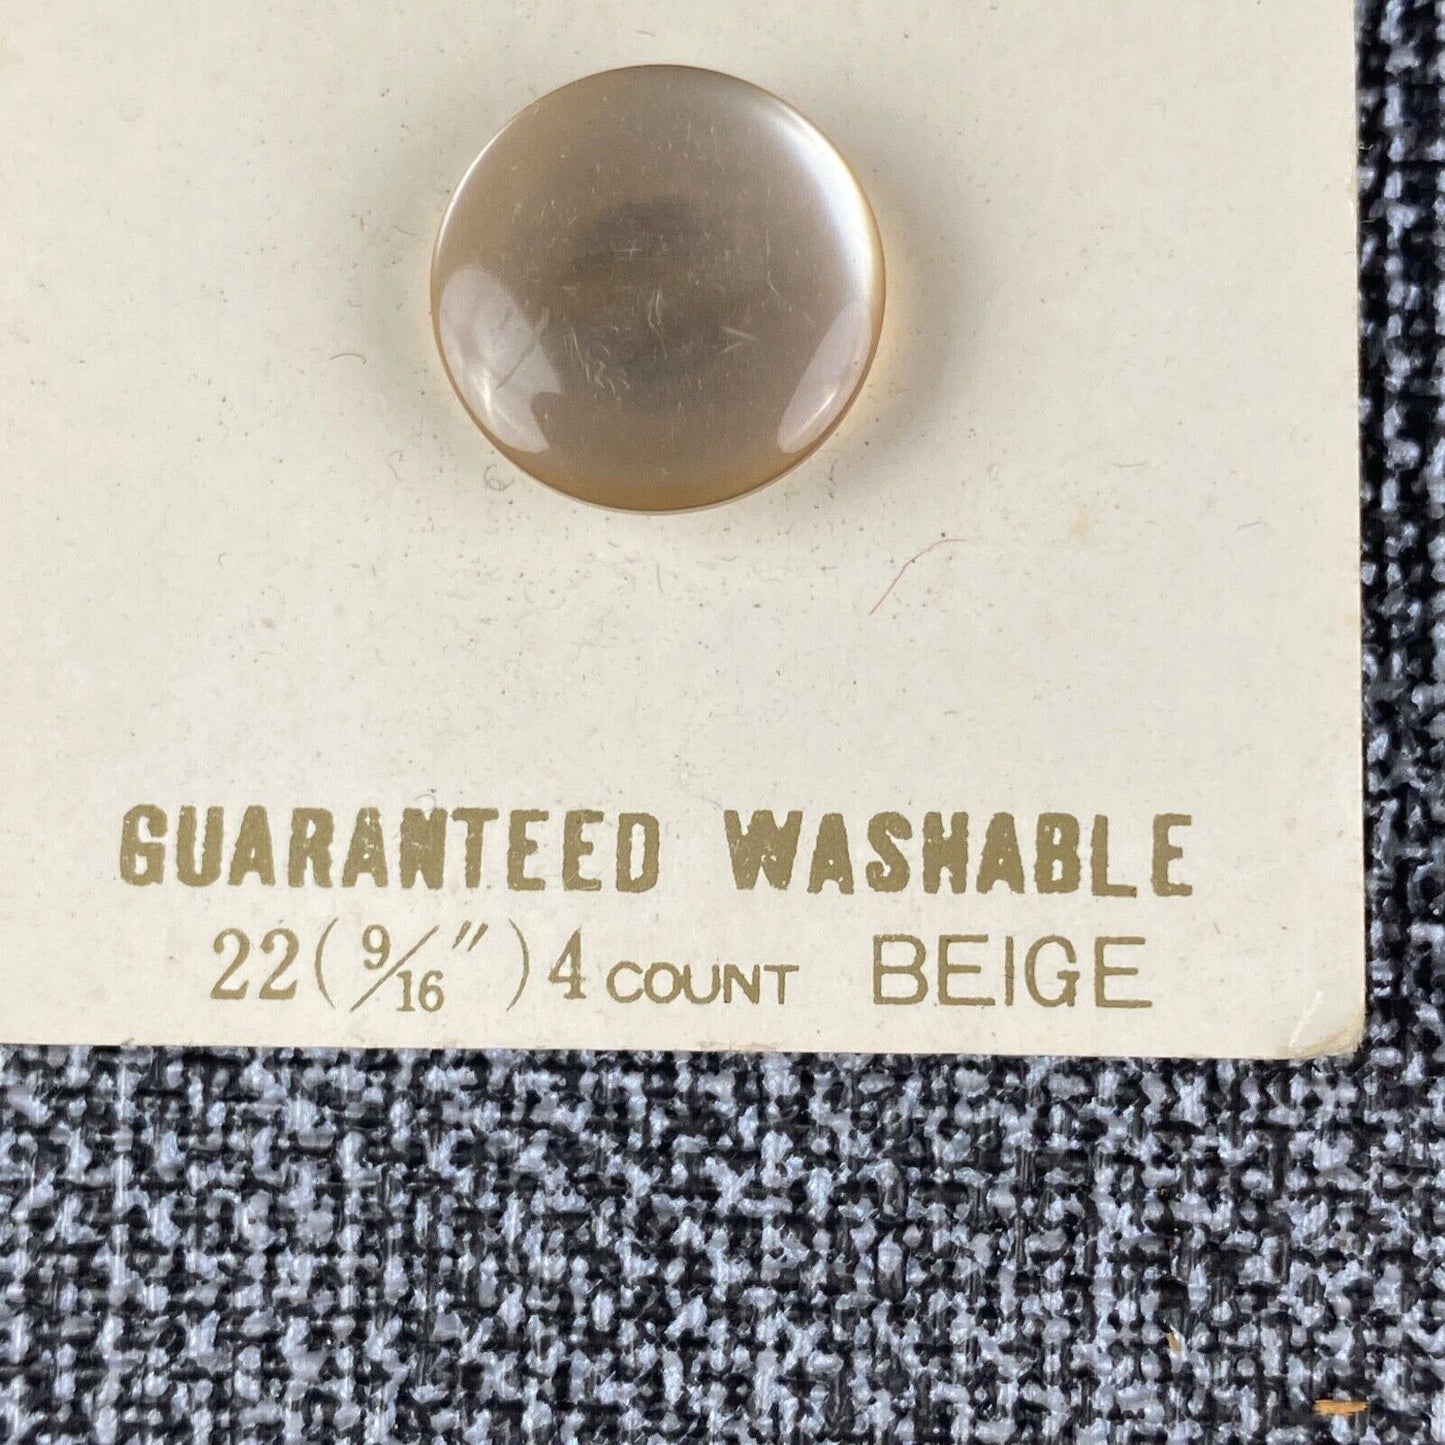 GUARANTEED WASHABLE
22(9/16")4 COUNT BEIGE